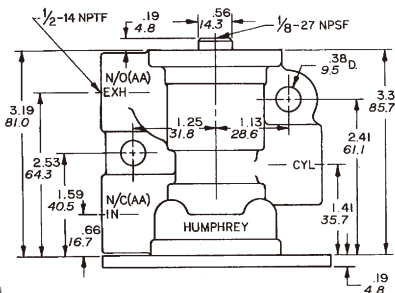 1/2-14 NPTF
.19
4.8
.56
14.3
1/8-27 NPSF
N/O(AA)
EXH
.38 D.
9.5
3.19
81.0
1.25
31.8
1.13
28.6
3.3
85.7
2.41
61.1
2.53
64.3
CYL
1.59
40.5
N/C(AA)
IN
1.41
35.7
.66
16.7
HUMPHREY
.19
4.8